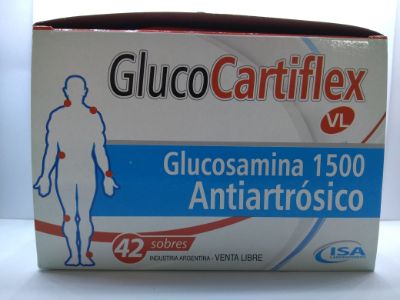 GlucoCartiflex
VL
Glucosamina 1500
Antiartrósico
42 sobres
INDUSTRIA ARGENTINA - VENTA LIBRE
ISA